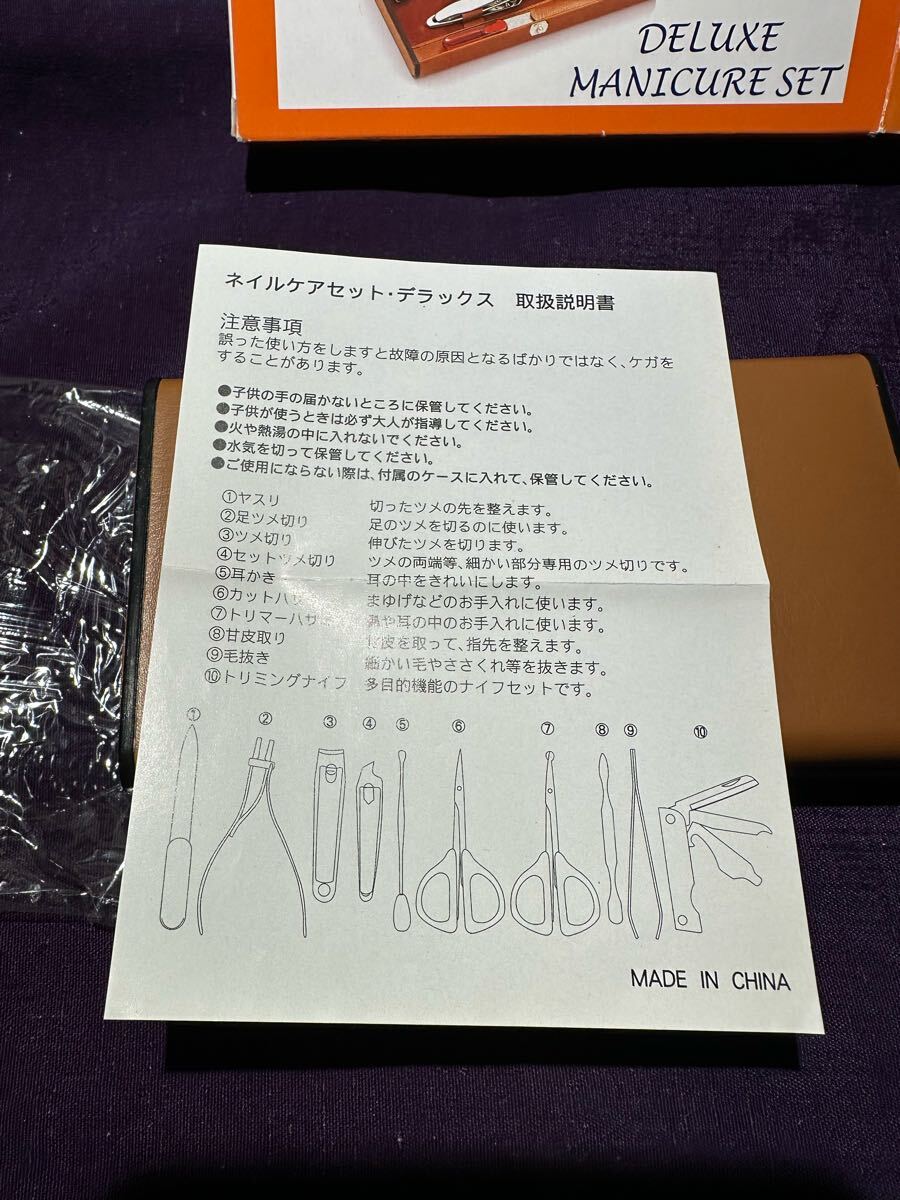 DELUXE
MANICURE SET
ネイルケアセット・デラックス 取扱説明書
注意事項
誤った使い方をしますと故障の原因となるばかりではなく、ケガを
することがあります。
●子供の手の届かないところに保管してください。
●子供が使うときは必ず大人が指導してください。
●火や熱湯の中に入れないでください。
●水気を切って保管してください。
●ご使用にならない際は、付属のケースに入れて、保管してください。
①ヤスリ 切ったツメの先を整えます。
②足ツメ切り 足のツメを切るのに使います。
③ツメ切り 伸びたツメを切ります。
④セットツメ切り ツメの両端等、細かい部分専用のツメ切りです。
⑤耳かき 耳の中をきれいにします。
⑥カットハサ まゆげなどのお手入れに使います。
⑦トリマーハサ や耳の中のお手入れに使います。
⑧甘皮取り 皮を取って、指先を整えます。
⑨毛抜き 細かい毛やささくれ等を抜きます。
⑩トリミングナイフ 多目的機能のナイフセットです。
① ② ③ ④ ⑤ ⑥ ⑦ ⑧ ⑨ ⑩
MADE IN CHINA